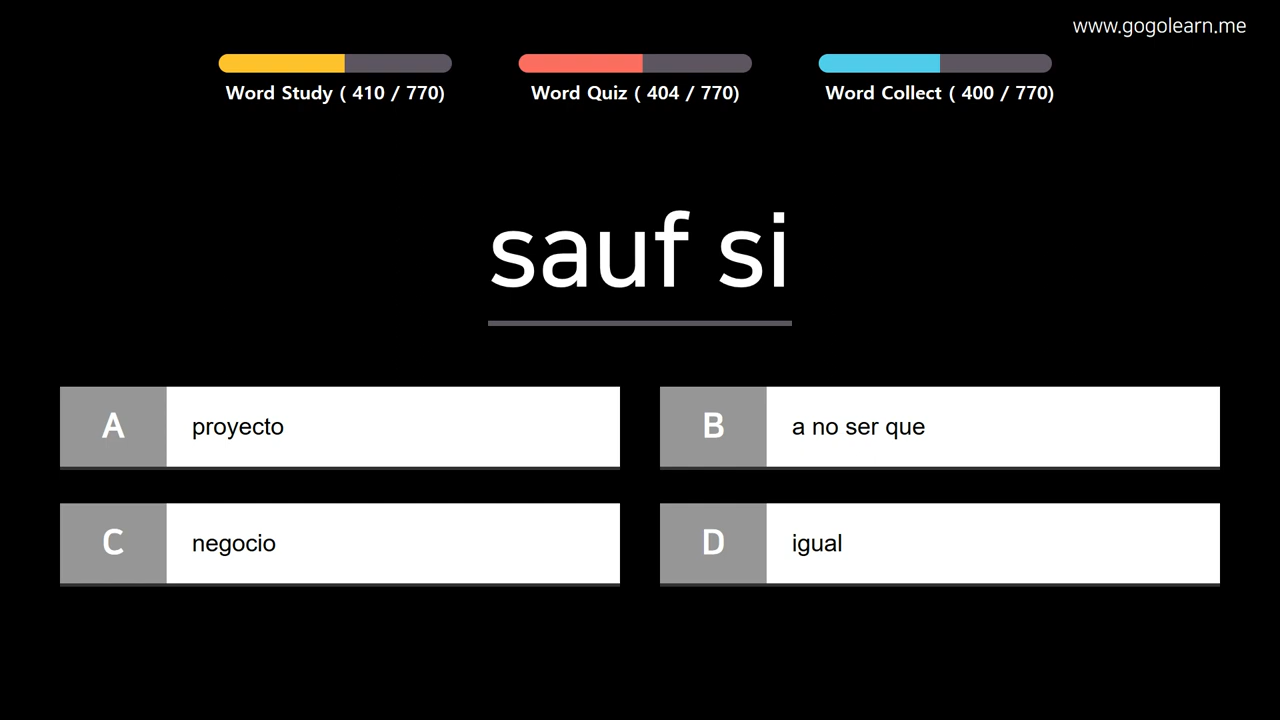 www.gogolearn.me
Word Study ( 410 / 770)
Word Quiz ( 404 / 770)
Word Collect ( 400 / 770)
sauf si
A proyecto
B a no ser que
C negocio
D igual